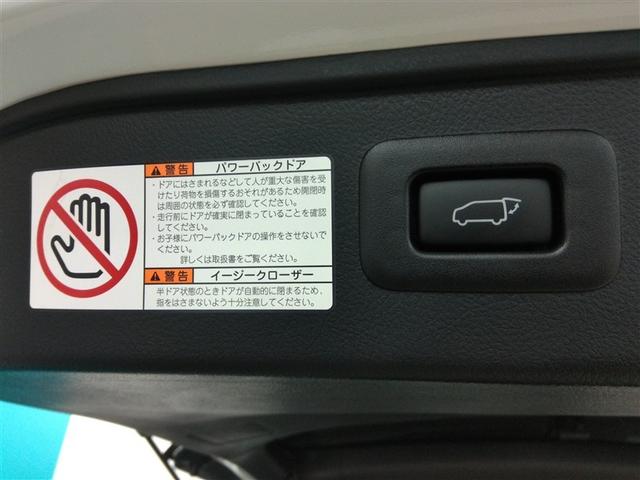 警告 パワーバックドア
・ドアにはさまれるなどして人が重大な傷害を受
けたり荷物を損傷するおそれがあるため開閉時
は周囲の状態を必ず確認してください。
・走行前にドアが確実に閉まっていることを確認
してください。
・お子様にパワーバックドアの操作をさせないで
ください。
詳しくは取扱書をご覧ください。
警告 イージークローザー
半ドア状態のときドアが自動的に閉まるため、
指をはさまないよう十分注意してください。